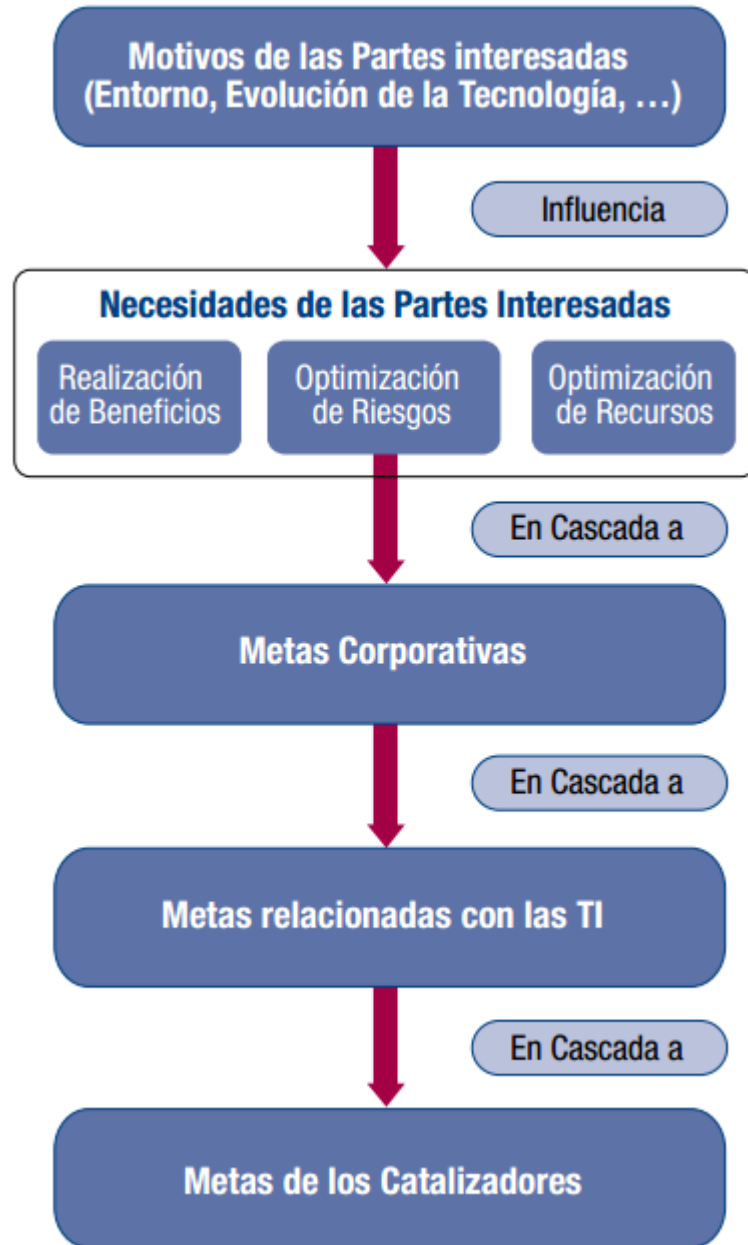 Motivos de las Partes interesadas
(Entorno, Evolución de la Tecnología, …)
Influencia
Necesidades de las Partes Interesadas
Realización
de Beneficios
Optimización
de Riesgos
Optimización
de Recursos
En Cascada a
Metas Corporativas
En Cascada a
Metas relacionadas con las TI
En Cascada a
Metas de los Catalizadores